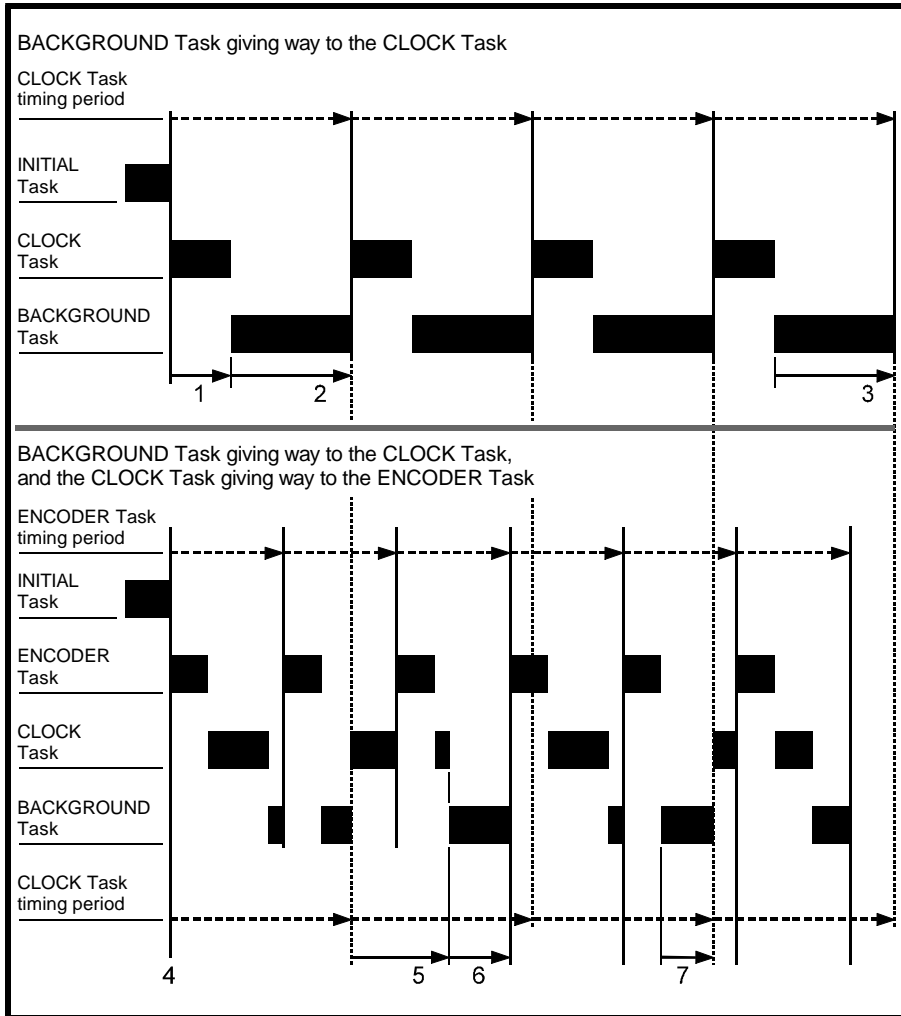 BACKGROUND Task giving way to the CLOCK Task
CLOCK Task
timing period
INITIAL
Task
CLOCK
Task
BACKGROUND
Task
1
2
3
BACKGROUND Task giving way to the CLOCK Task,
and the CLOCK Task giving way to the ENCODER Task
ENCODER Task
timing period
INITIAL
Task
ENCODER
Task
CLOCK
Task
BACKGROUND
Task
CLOCK Task
timing period
4
5
6
7